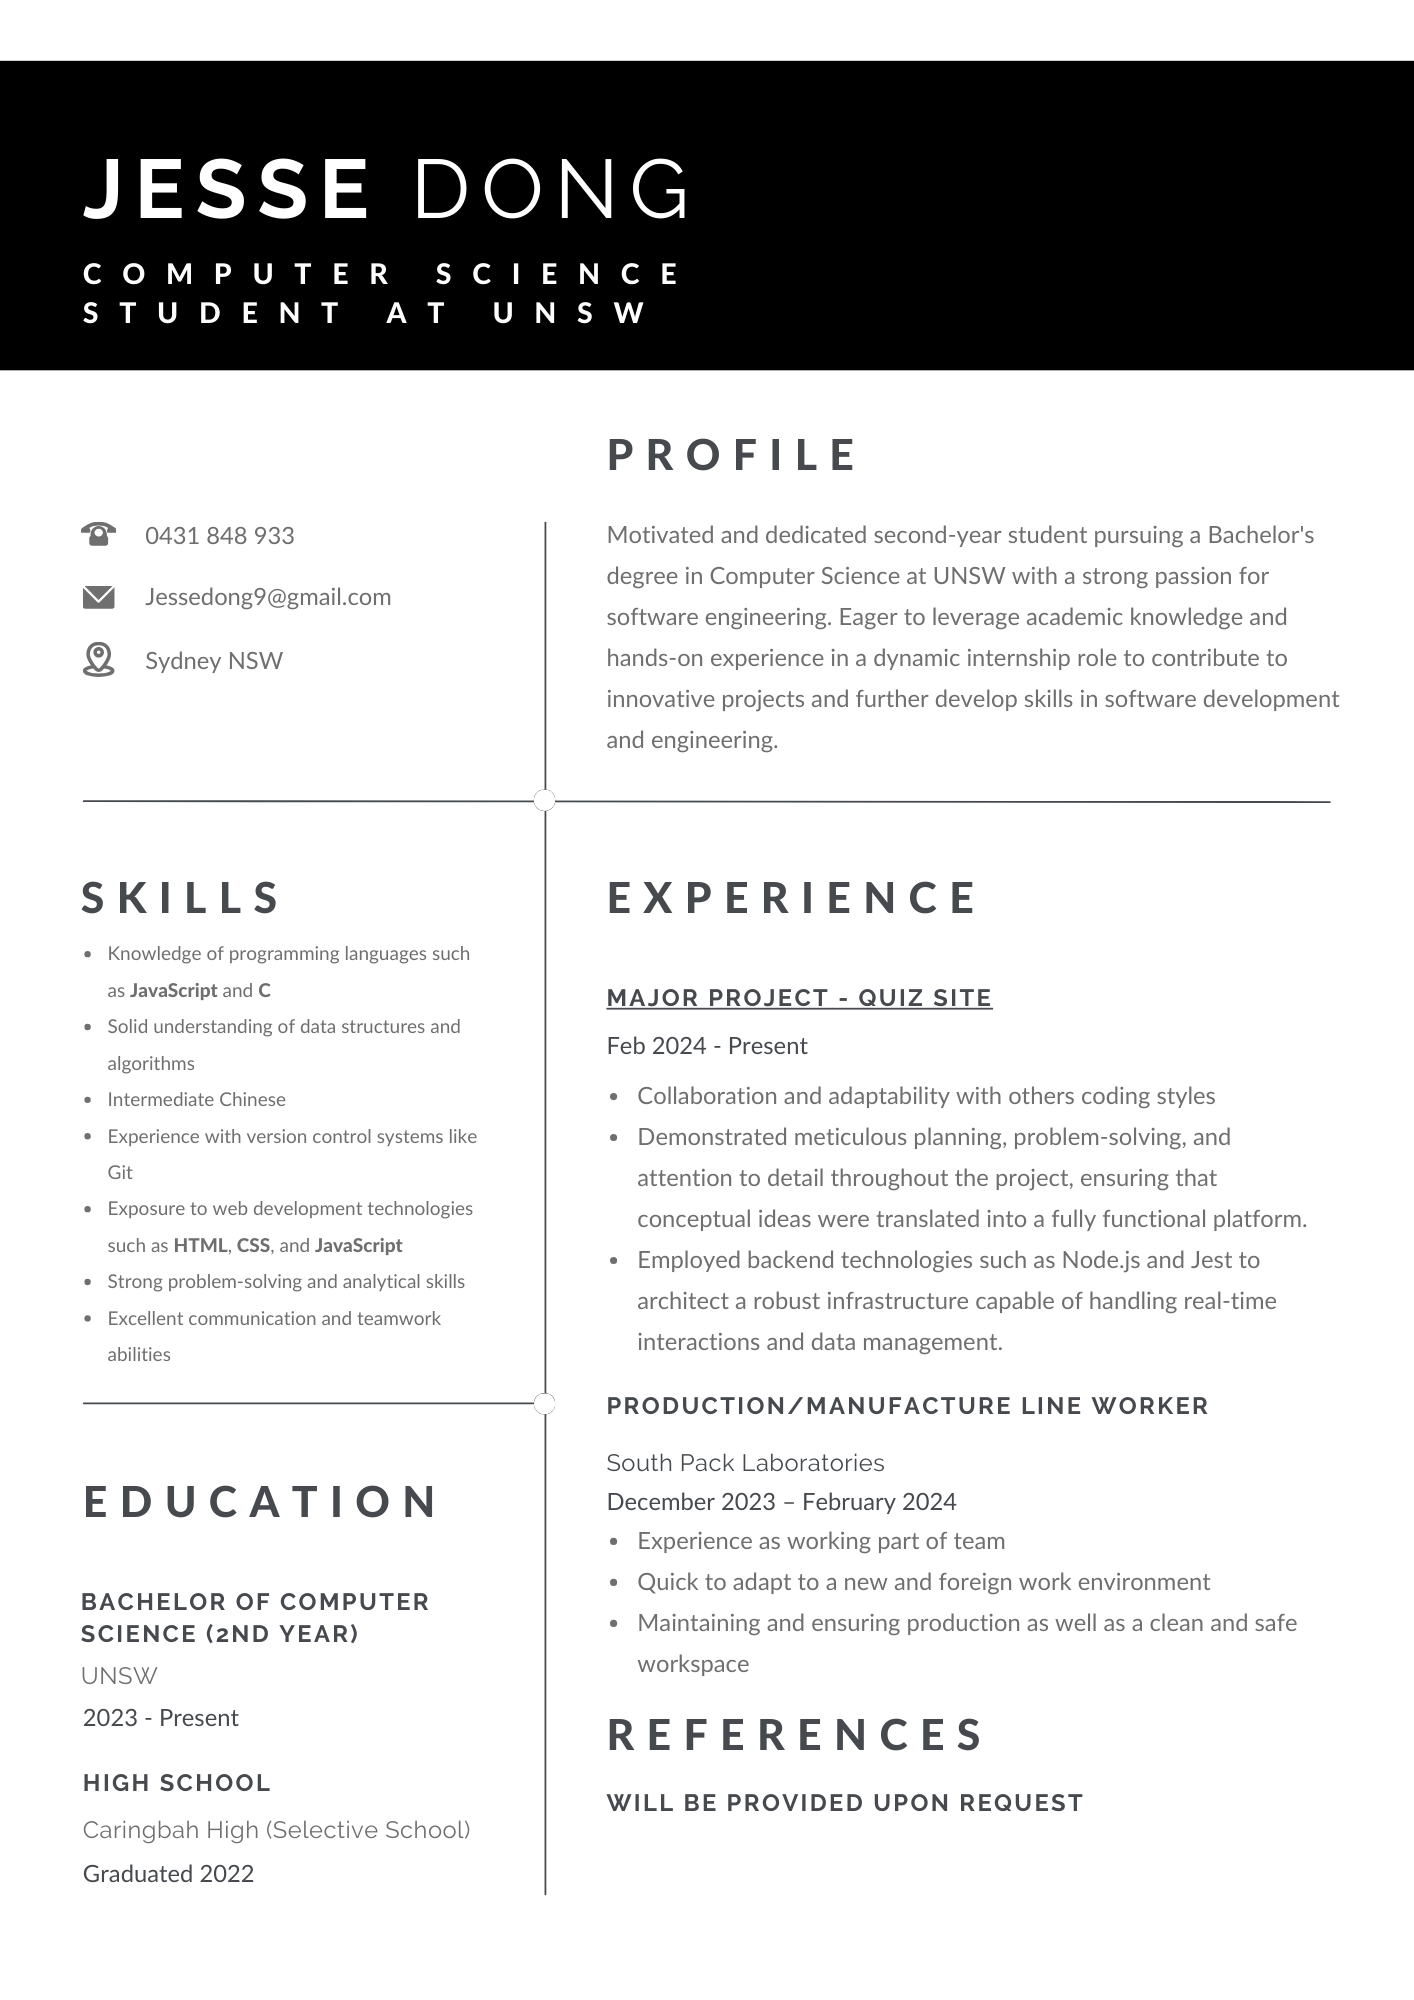 JESSE DONG
COMPUTER SCIENCE
STUDENT AT UNSW
0431 848 933
Jessedong9@gmail.com
Sydney NSW
PROFILE
Motivated and dedicated second-year student pursuing a Bachelor's
degree in Computer Science at UNSW with a strong passion for
software engineering. Eager to leverage academic knowledge and
hands-on experience in a dynamic internship role to contribute to
innovative projects and further develop skills in software development
and engineering.
SKILLS
• Knowledge of programming languages such
as JavaScript and C
• Solid understanding of data structures and
algorithms
• Intermediate Chinese
• Experience with version control systems like
Git
• Exposure to web development technologies
such as HTML, CSS, and JavaScript
• Strong problem-solving and analytical skills
• Excellent communication and teamwork
abilities
EDUCATION
BACHELOR OF COMPUTER
SCIENCE (2ND YEAR)
UNSW
2023 - Present
HIGH SCHOOL
Caringbah High (Selective School)
Graduated 2022
EXPERIENCE
MAJOR PROJECT - QUIZ SITE
Feb 2024 - Present
• Collaboration and adaptability with others coding styles
• Demonstrated meticulous planning, problem-solving, and
attention to detail throughout the project, ensuring that
conceptual ideas were translated into a fully functional platform.
• Employed backend technologies such as Node.js and Jest to
architect a robust infrastructure capable of handling real-time
interactions and data management.
PRODUCTION/MANUFACTURE LINE WORKER
South Pack Laboratories
December 2023 – February 2024
• Experience as working part of team
• Quick to adapt to a new and foreign work environment
• Maintaining and ensuring production as well as a clean and safe
workspace
REFERENCES
WILL BE PROVIDED UPON REQUEST